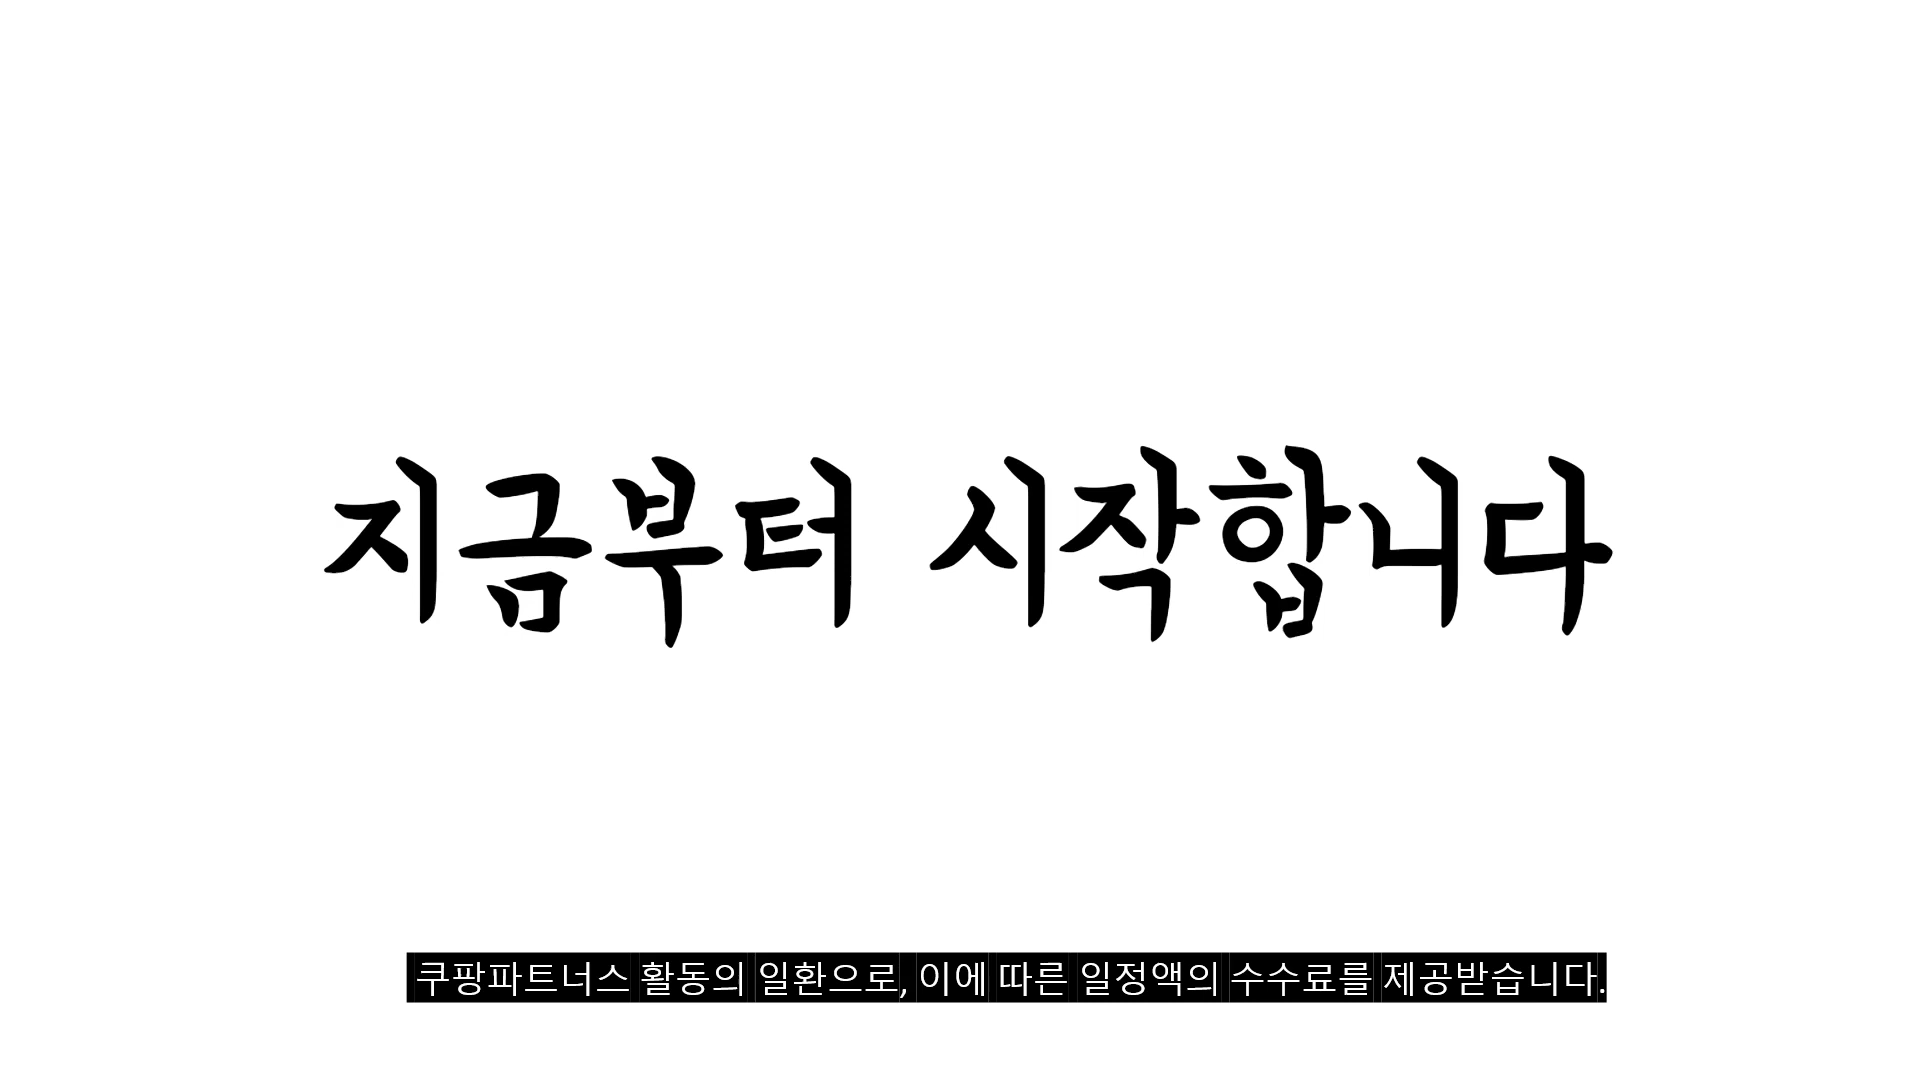 지금부터 시작합니다
쿠팡파트너스 활동의 일환으로, 이에 따른 일정액의 수수료를 제공받습니다.